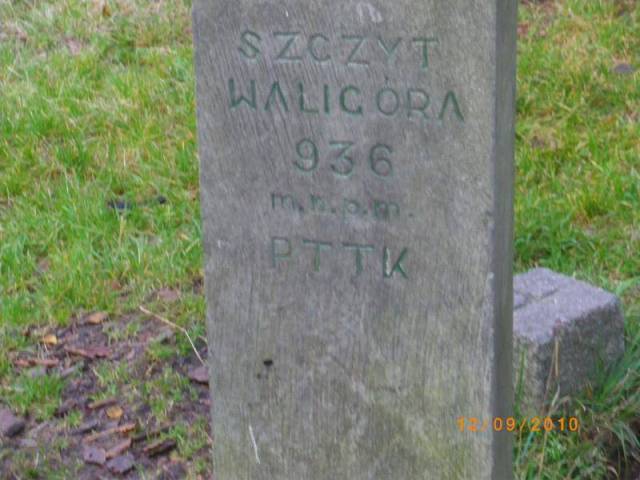 SZCZYT
WALIGÓRA
936
m.n.p.m.
PTTK
12/09/2010